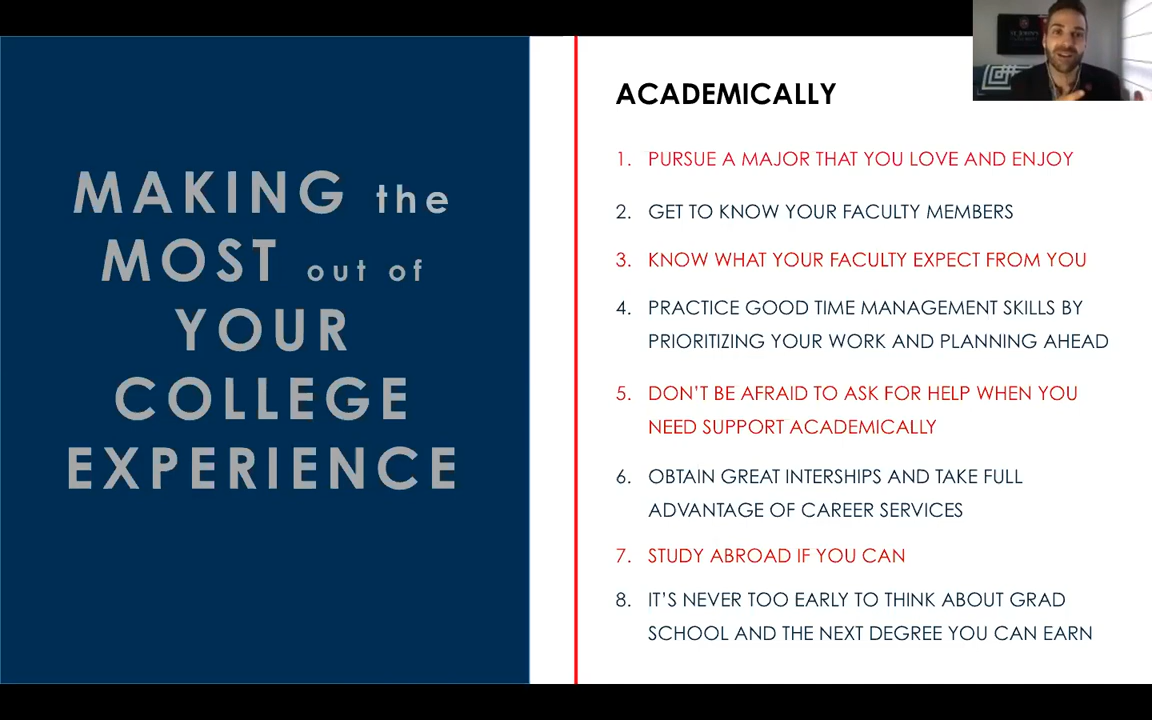 MAKING the
MOST out of
YOUR
COLLEGE
EXPERIENCE
ACADEMICALLY
1. PURSUE A MAJOR THAT YOU LOVE AND ENJOY
2. GET TO KNOW YOUR FACULTY MEMBERS
3. KNOW WHAT YOUR FACULTY EXPECT FROM YOU
4. PRACTICE GOOD TIME MANAGEMENT SKILLS BY
PRIORITIZING YOUR WORK AND PLANNING AHEAD
5. DON'T BE AFRAID TO ASK FOR HELP WHEN YOU
NEED SUPPORT ACADEMICALLY
6. OBTAIN GREAT INTERSHIPS AND TAKE FULL
ADVANTAGE OF CAREER SERVICES
7. STUDY ABROAD IF YOU CAN
8. IT'S NEVER TOO EARLY TO THINK ABOUT GRAD
SCHOOL AND THE NEXT DEGREE YOU CAN EARN
ST. JOHN'S